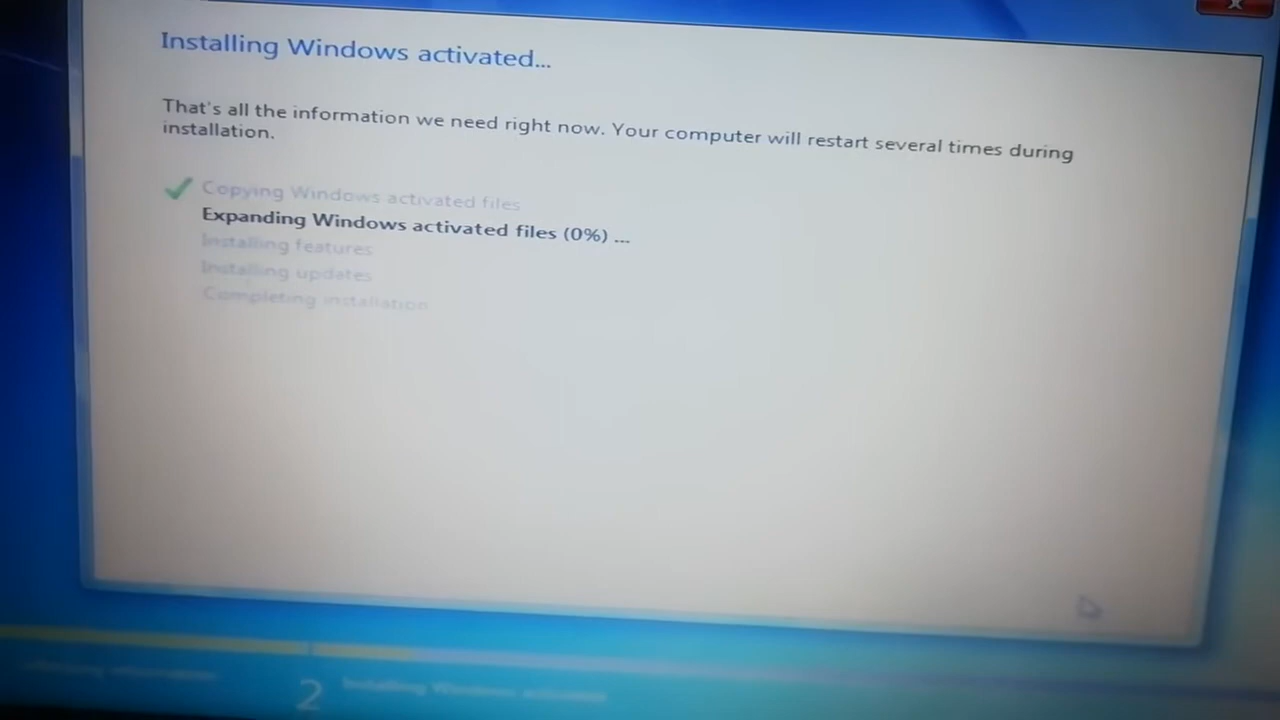 Installing Windows activated...
That's all the information we need right now. Your computer will restart several times during
installation.
Copying Windows activated files
Expanding Windows activated files (0%) ...
Installing features
Installing updates
Completing installation
2 Installing Windows activated